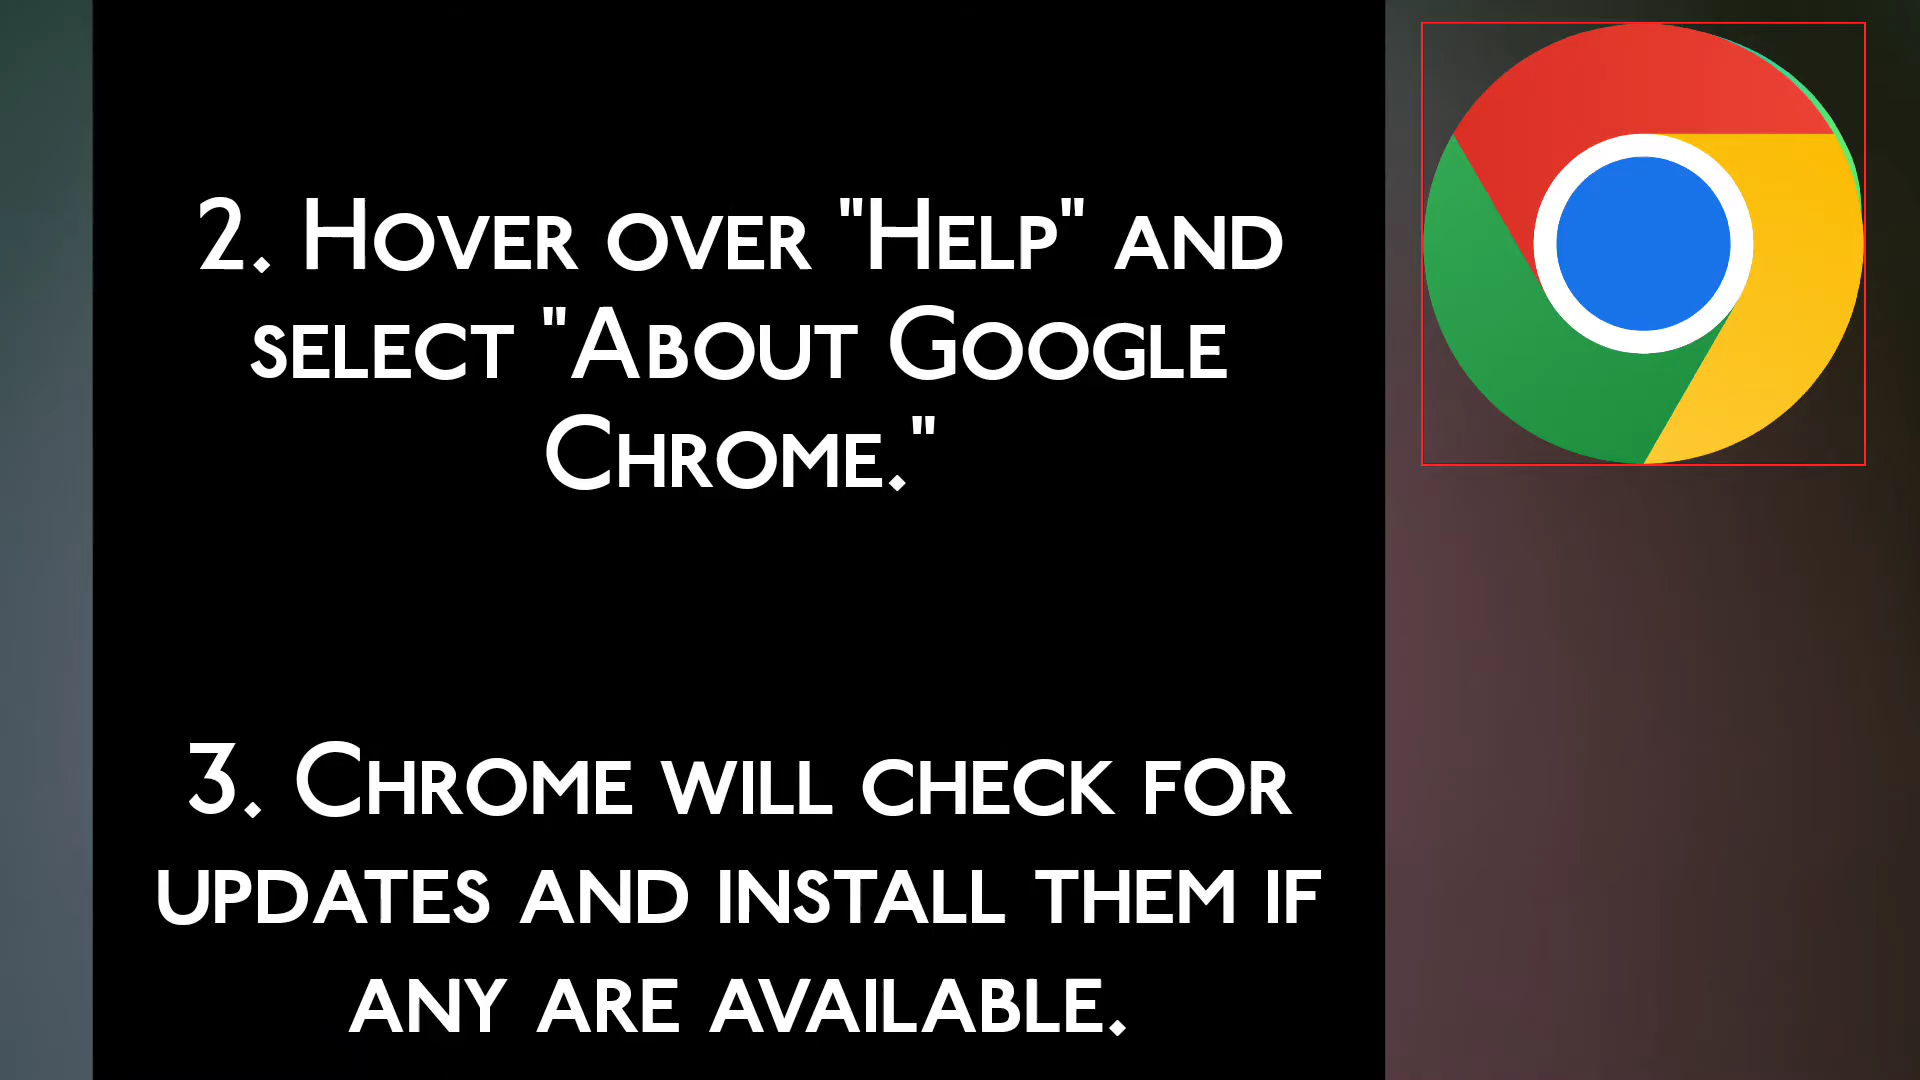 2. Hover over "Help" and
select "About Google
Chrome."
3. Chrome will check for
updates and install them if
any are available.